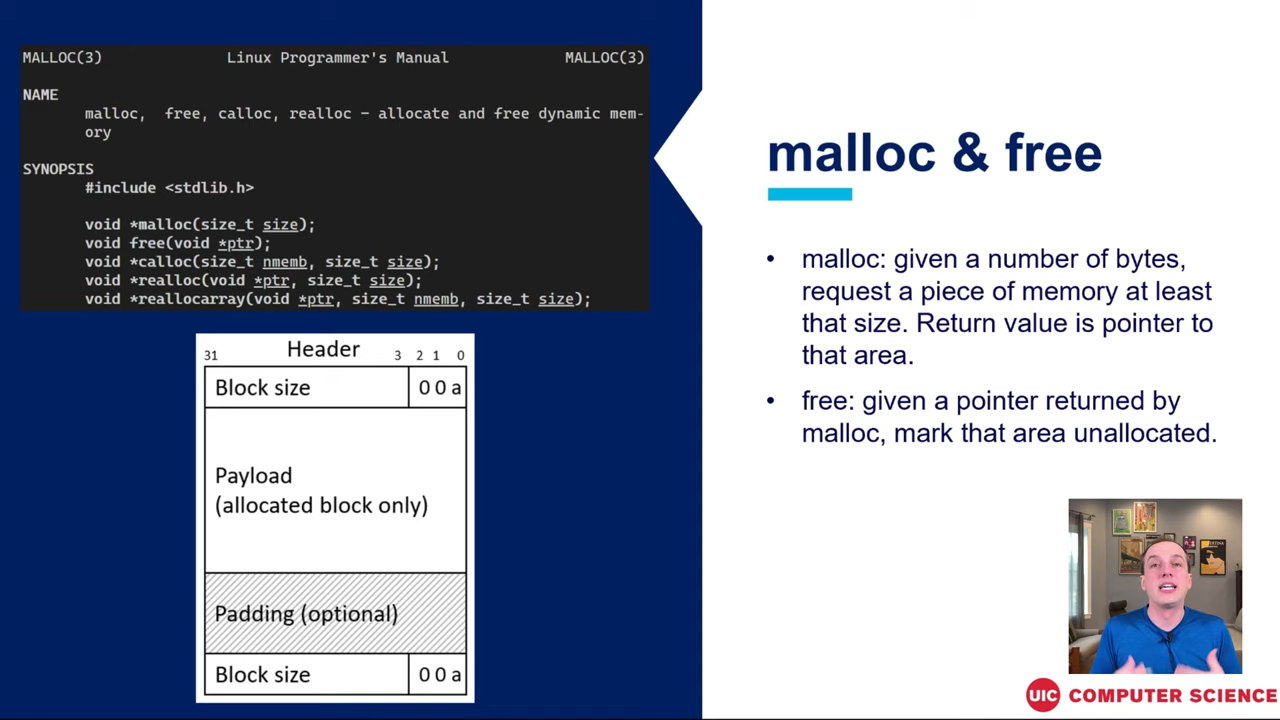 MALLOC(3) Linux Programmer's Manual MALLOC(3)
NAME
malloc, free, calloc, realloc - allocate and free dynamic mem-
ory
SYNOPSIS
#include <stdlib.h>
void *malloc(size_t size);
void free(void *ptr);
void *calloc(size_t nmemb, size_t size);
void *realloc(void *ptr, size_t size);
void *reallocarray(void *ptr, size_t nmemb, size_t size);
Header
31 3 2 1 0
Block size 0 0 a
Payload
(allocated block only)
Padding (optional)
Block size 0 0 a
malloc & free
• malloc: given a number of bytes,
request a piece of memory at least
that size. Return value is pointer to
that area.
• free: given a pointer returned by
malloc, mark that area unallocated.
UIC COMPUTER SCIENCE